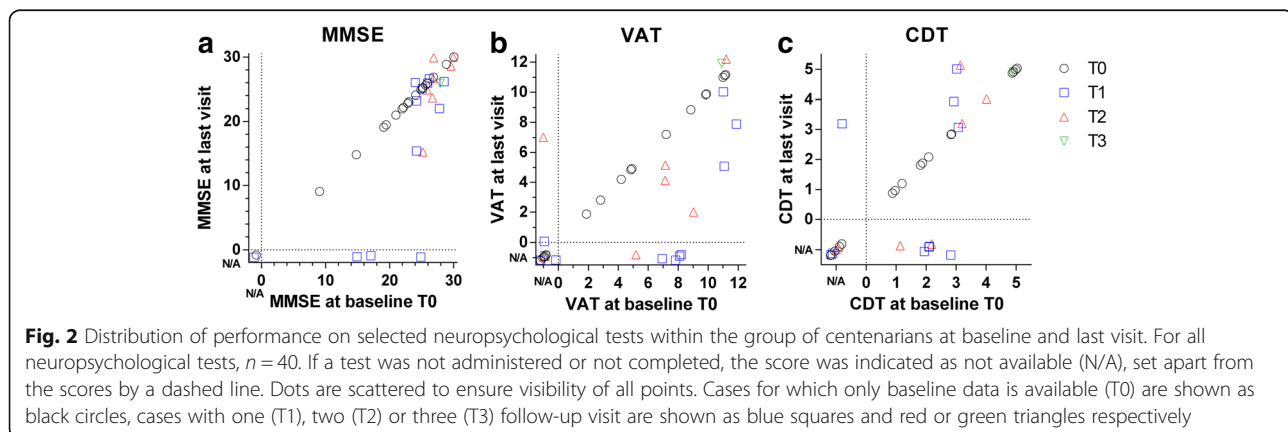 a MMSE
MMSE at last visit
30
20
10
0
N/A
0 10 20 30
N/A
MMSE at baseline T0
b VAT
VAT at last visit
12
10
8
6
4
2
0
N/A
0 2 4 6 8 10 12
N/A
VAT at baseline T0
c CDT
CDT at last visit
5
4
3
2
1
0
N/A
0 1 2 3 4 5
N/A
CDT at baseline T0
T0
T1
T2
T3
Fig. 2 Distribution of performance on selected neuropsychological tests within the group of centenarians at baseline and last visit. For all
neuropsychological tests, n = 40. If a test was not administered or not completed, the score was indicated as not available (N/A), set apart from
the scores by a dashed line. Dots are scattered to ensure visibility of all points. Cases for which only baseline data is available (T0) are shown as
black circles, cases with one (T1), two (T2) or three (T3) follow-up visit are shown as blue squares and red or green triangles respectively